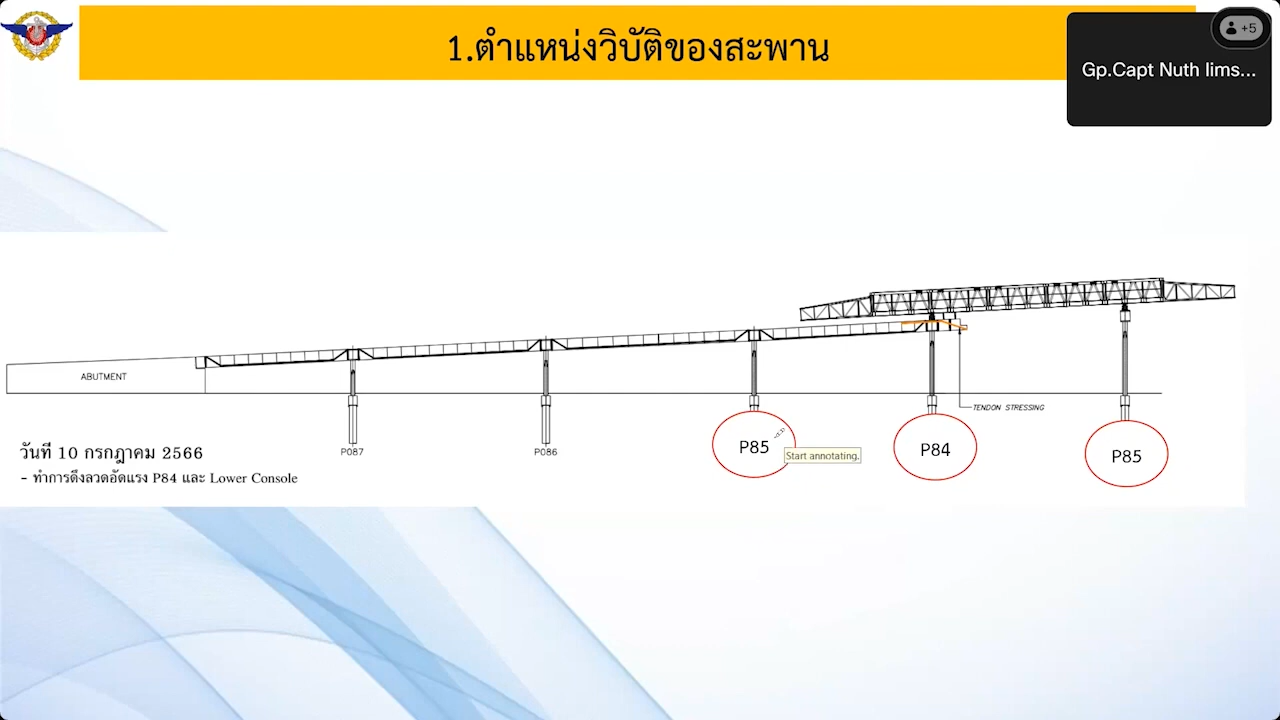 1.ตำแหน่งวิบัติของสะพาน
+5
Gp.Capt Nuth lims...
ABUTMENT
TENDON STRESSING
P087
P086
P85
Start annotating.
P84
P85
วันที่ 10 กรกฎาคม 2566
- ทำการดึงลวดอัดแรง P84 และ Lower Console